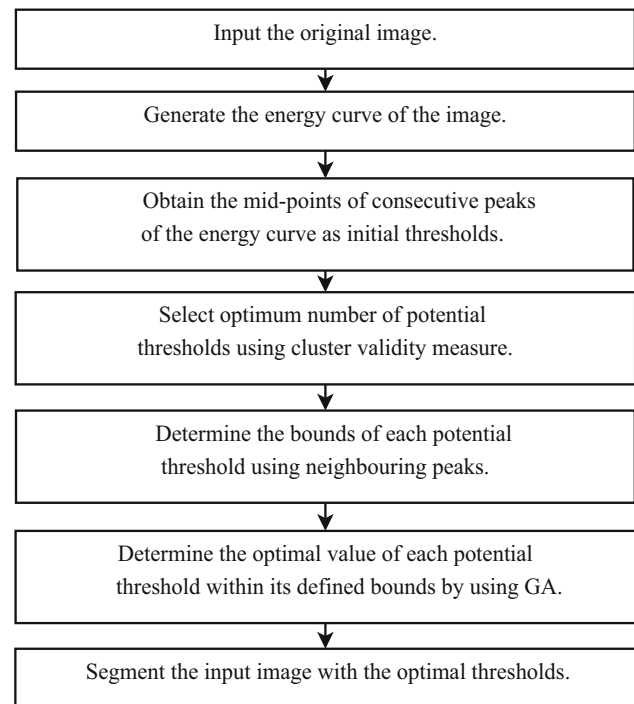 Input the original image.
Generate the energy curve of the image.
Obtain the mid-points of consecutive peaks
of the energy curve as initial thresholds.
Select optimum number of potential
thresholds using cluster validity measure.
Determine the bounds of each potential
threshold using neighbouring peaks.
Determine the optimal value of each potential
threshold within its defined bounds by using GA.
Segment the input image with the optimal thresholds.